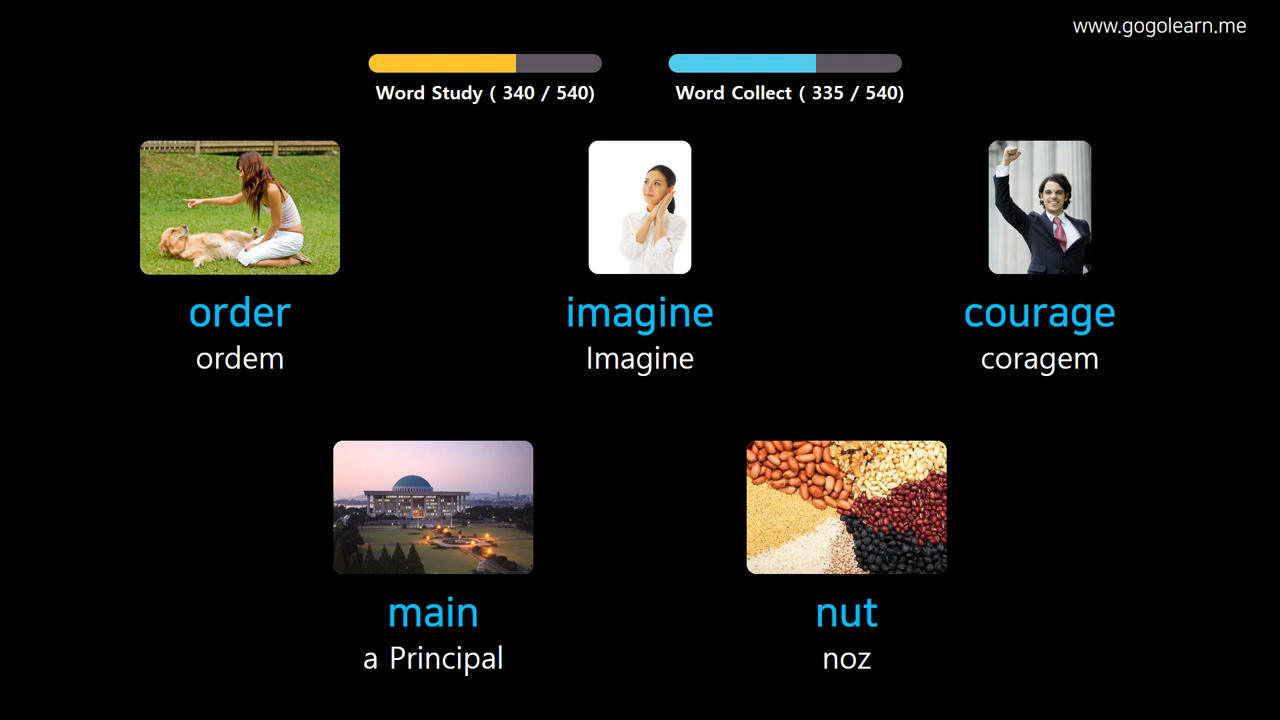 www.gogolearn.me
Word Study ( 340 / 540)
Word Collect ( 335 / 540)
order
ordem
imagine
Imagine
courage
coragem
main
a Principal
nut
noz